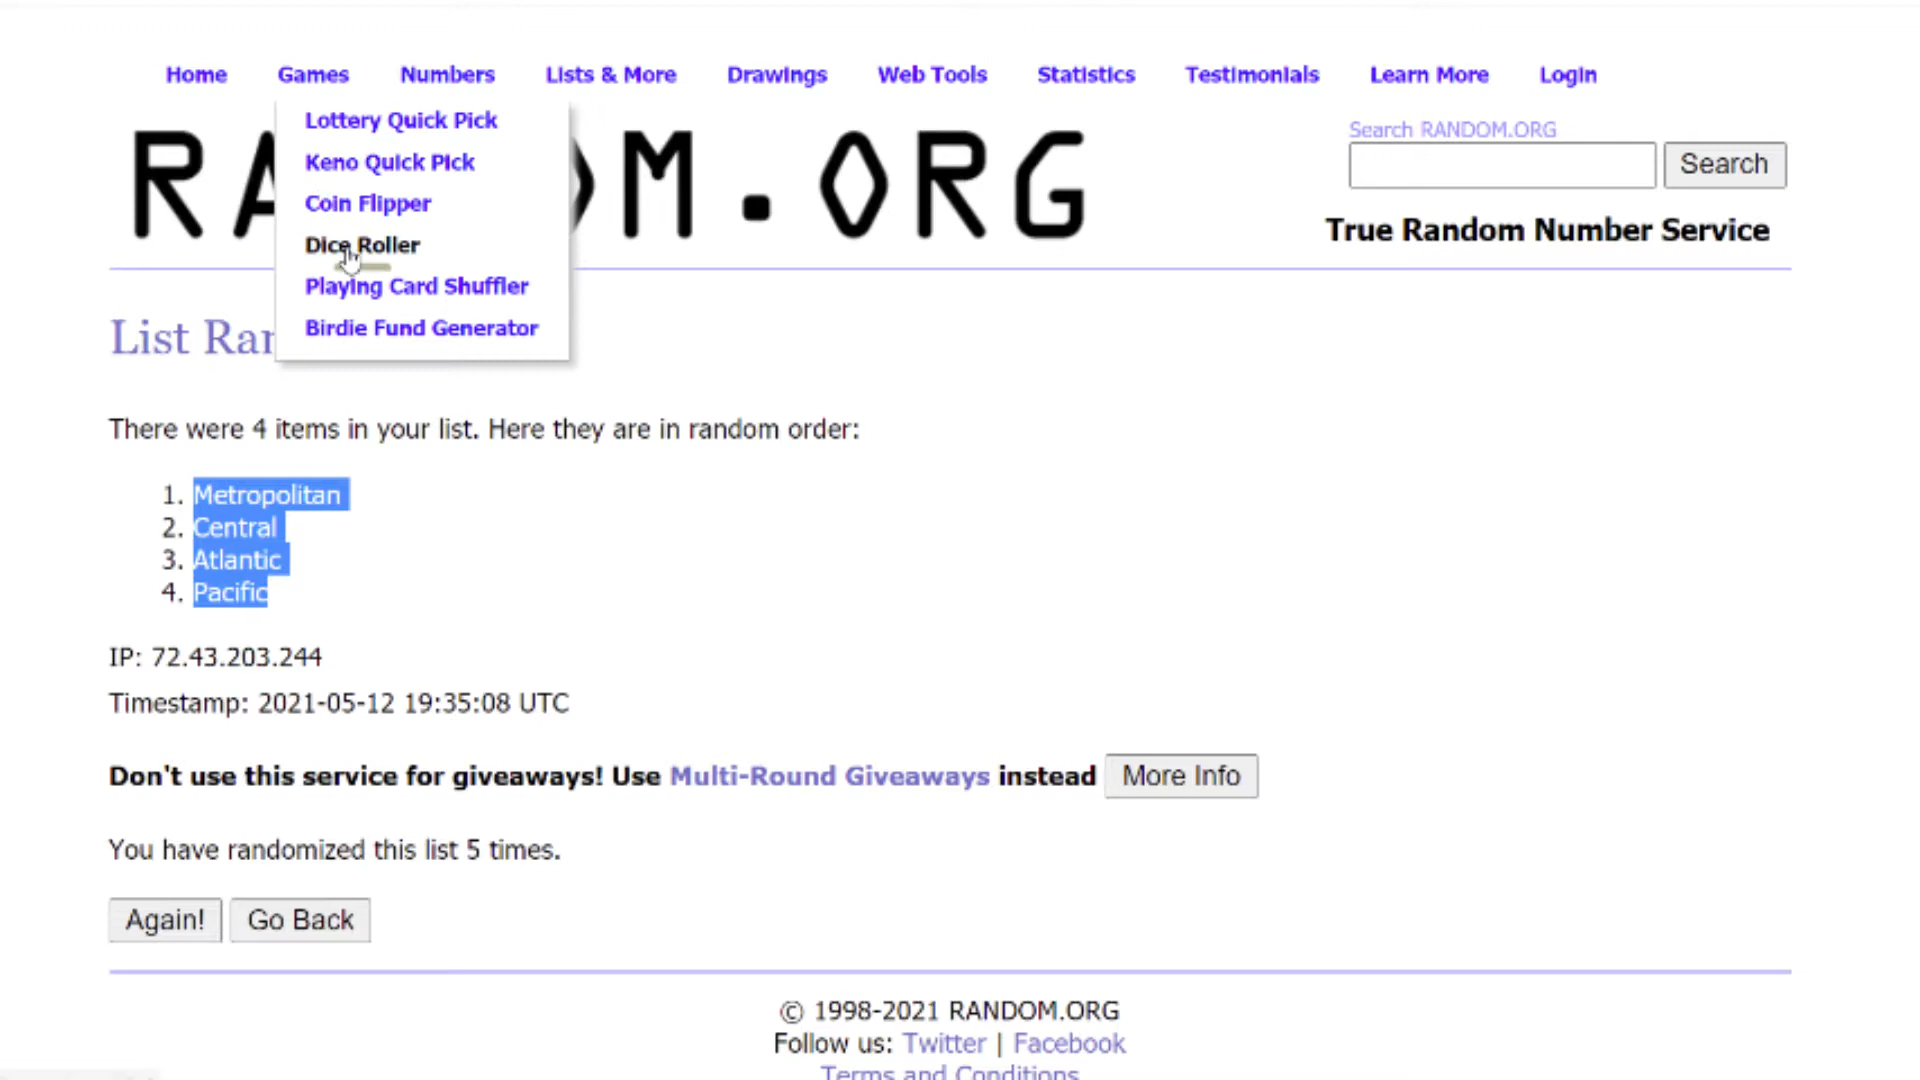 Home Games Numbers Lists & More Drawings Web Tools Statistics Testimonials Learn More Login
Lottery Quick Pick
Keno Quick Pick
Coin Flipper
Dice Roller
Playing Card Shuffler
Birdie Fund Generator
RA M.ORG
Search RANDOM.ORG
Search
True Random Number Service
List Ra
There were 4 items in your list. Here they are in random order:
1. Metropolitan
2. Central
3. Atlantic
4. Pacific
IP: 72.43.203.244
Timestamp: 2021-05-12 19:35:08 UTC
Don't use this service for giveaways! Use Multi-Round Giveaways instead More Info
You have randomized this list 5 times.
Again! Go Back
© 1998-2021 RANDOM.ORG
Follow us: Twitter | Facebook
Terms and Conditions